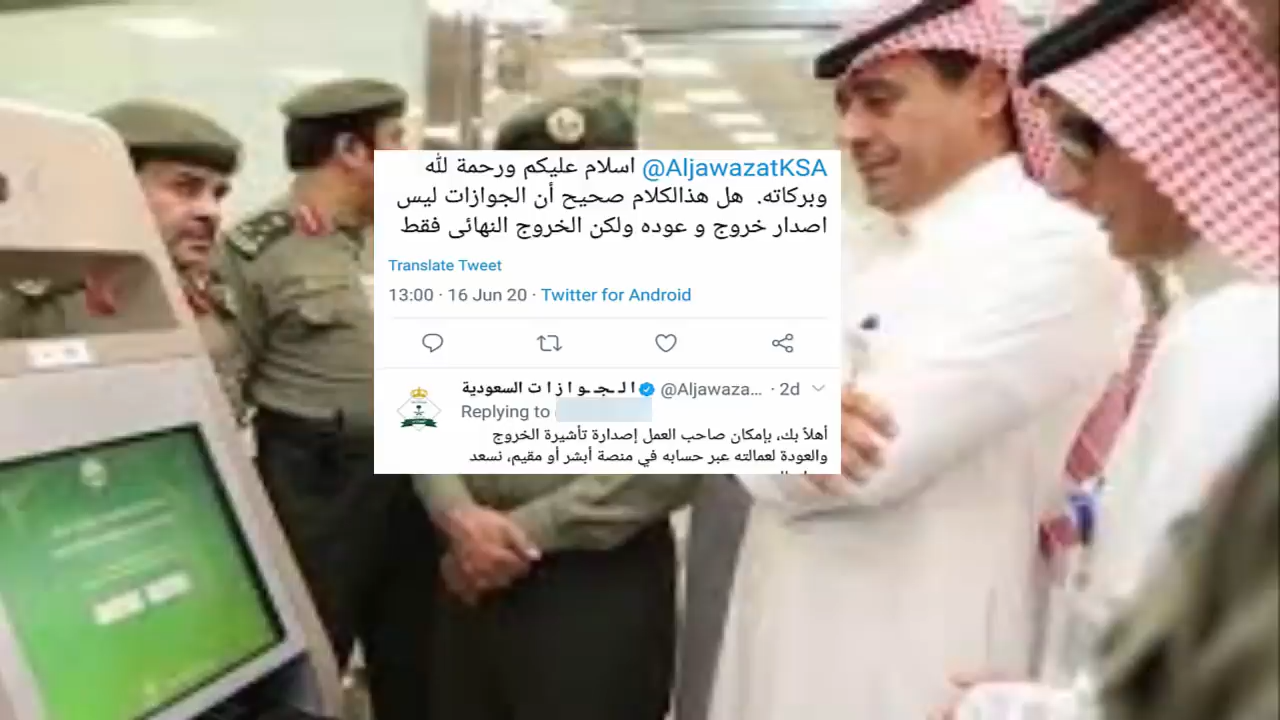 @AljawazatKSA اسلام عليكم ورحمة لله
وبركاته. هل هذالكلام صحيح أن الجوازات ليس
اصدار خروج و عوده ولكن الخروج النهائى فقط
Translate Tweet
13:00 · 16 Jun 20 · Twitter for Android
الـجـوازات السعودية @Aljawaza... · 2d
Replying to
أهلاً بك، بإمكان صاحب العمل إصدارة تأشيرة الخروج
والعودة لعمالته عبر حسابه في منصة أبشر أو مقيم، نسعد